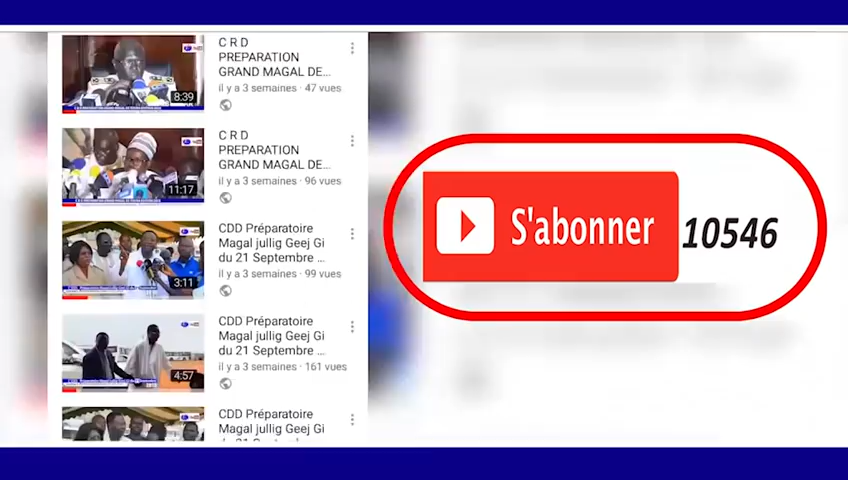 C R D
PREPARATION
GRAND MAGAL DE...
il y a 3 semaines · 47 vues
8:39
C R D
PREPARATION
GRAND MAGAL DE...
il y a 3 semaines · 96 vues
11:17
CDD Préparatoire
Magal jullig Geej Gi
du 21 Septembre ...
il y a 3 semaines · 99 vues
3:11
CDD Préparatoire
Magal jullig Geej Gi
du 21 Septembre ...
il y a 3 semaines · 161 vues
4:57
CDD Préparatoire
Magal jullig Geej Gi
S'abonner 10546